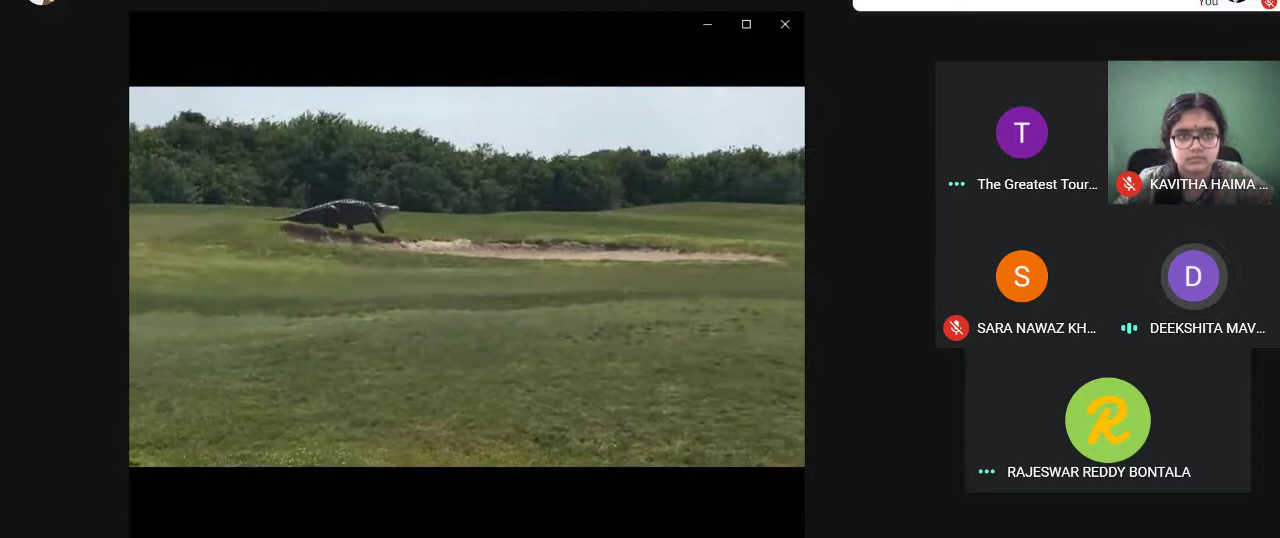 You
T
The Greatest Tour...
KAVITHA HAIMA ...
S
SARA NAWAZ KH...
D
DEEKSHITA MAV...
R
RAJESWAR REDDY BONTALA